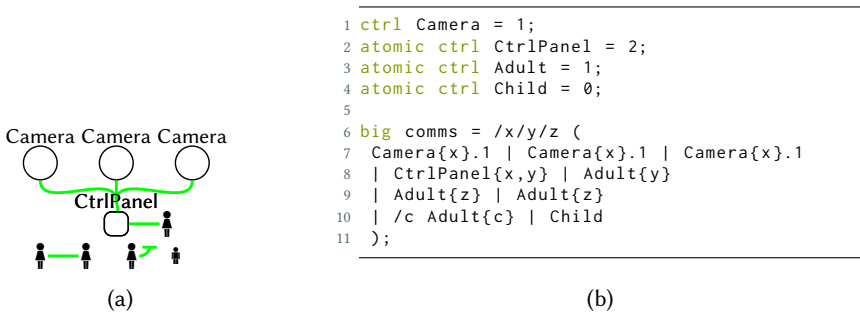 Camera Camera Camera
CtrlPanel
(a)
1 ctrl Camera = 1;
2 atomic ctrl CtrlPanel = 2;
3 atomic ctrl Adult = 1;
4 atomic ctrl Child = 0;
5
6 big comms = /x/y/z (
7 Camera{x}.1 | Camera{x}.1 | Camera{x}.1
8 | CtrlPanel{x,y} | Adult{y}
9 | Adult{z} | Adult{z}
10 | /c Adult{c} | Child
11 );
(b)